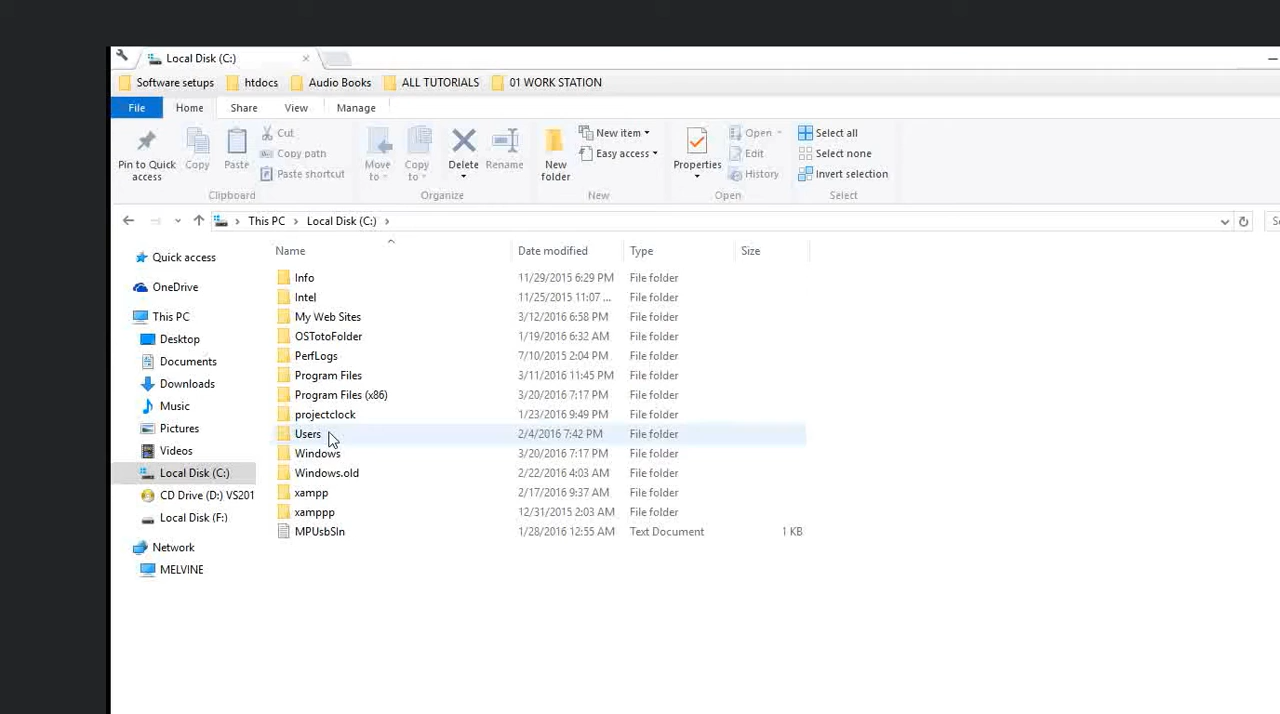 Local Disk (C:)
Software setups htdocs Audio Books ALL TUTORIALS 01 WORK STATION
File Home Share View Manage
Pin to Quick access
Copy
Paste
Cut
Copy path
Paste shortcut
Clipboard
Move to
Copy to
Delete
Rename
Organize
New folder
New item
Easy access
New
Properties
Open
Edit
History
Open
Select all
Select none
Invert selection
Select
This PC Local Disk (C:)
Quick access
OneDrive
This PC
Desktop
Documents
Downloads
Music
Pictures
Videos
Local Disk (C:)
CD Drive (D:) VS201
Local Disk (F:)
Network
MELVINE
Name Date modified Type Size
Info 11/29/2015 6:29 PM File folder
Intel 11/25/2015 11:07 ... File folder
My Web Sites 3/12/2016 6:58 PM File folder
OSTotoFolder 1/19/2016 6:32 AM File folder
PerfLogs 7/10/2015 2:04 PM File folder
Program Files 3/11/2016 11:45 PM File folder
Program Files (x86) 3/20/2016 7:17 PM File folder
projectclock 1/23/2016 9:49 PM File folder
Users 2/4/2016 7:42 PM File folder
Windows 3/20/2016 7:17 PM File folder
Windows.old 2/22/2016 4:03 AM File folder
xampp 2/17/2016 9:37 AM File folder
xamppp 12/31/2015 2:03 AM File folder
MPUsbSIn 1/28/2016 12:55 AM Text Document 1 KB